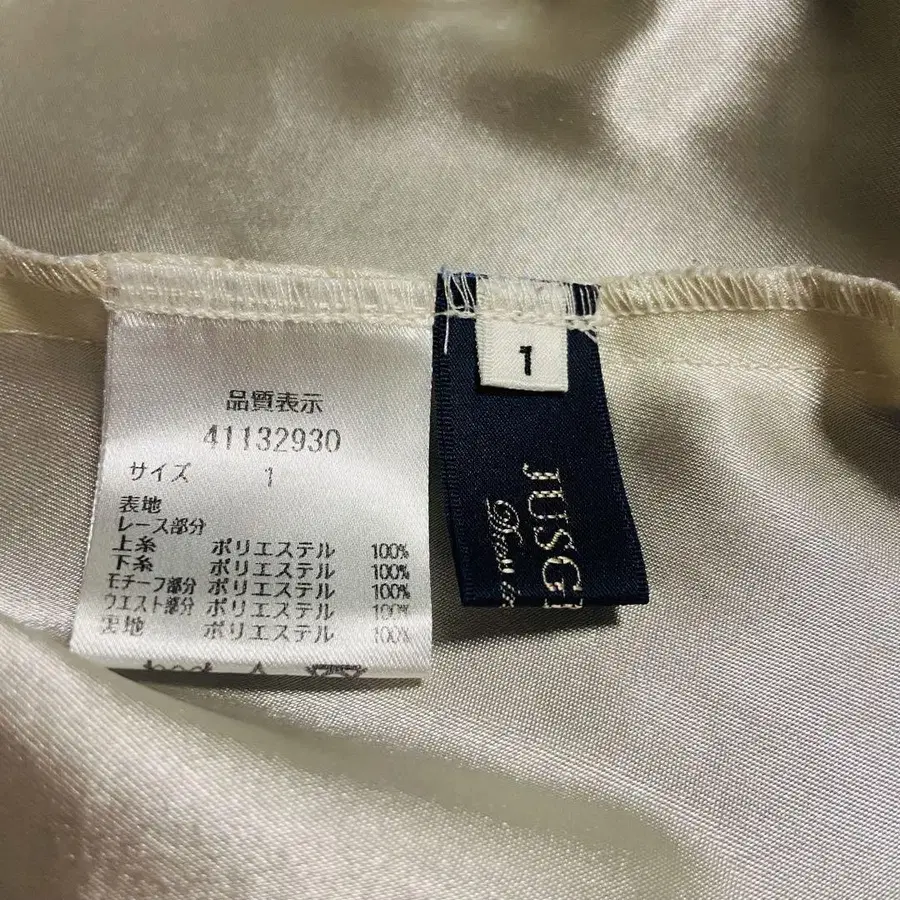 品質表示
41132930
サイズ 1
表地
レース部分
上糸 ポリエステル 100%
下糸 ポリエステル 100%
モチーフ部分 ポリエステル 100%
ウエスト部分 ポリエステル 100%
裏地 ポリエステル 100%
1